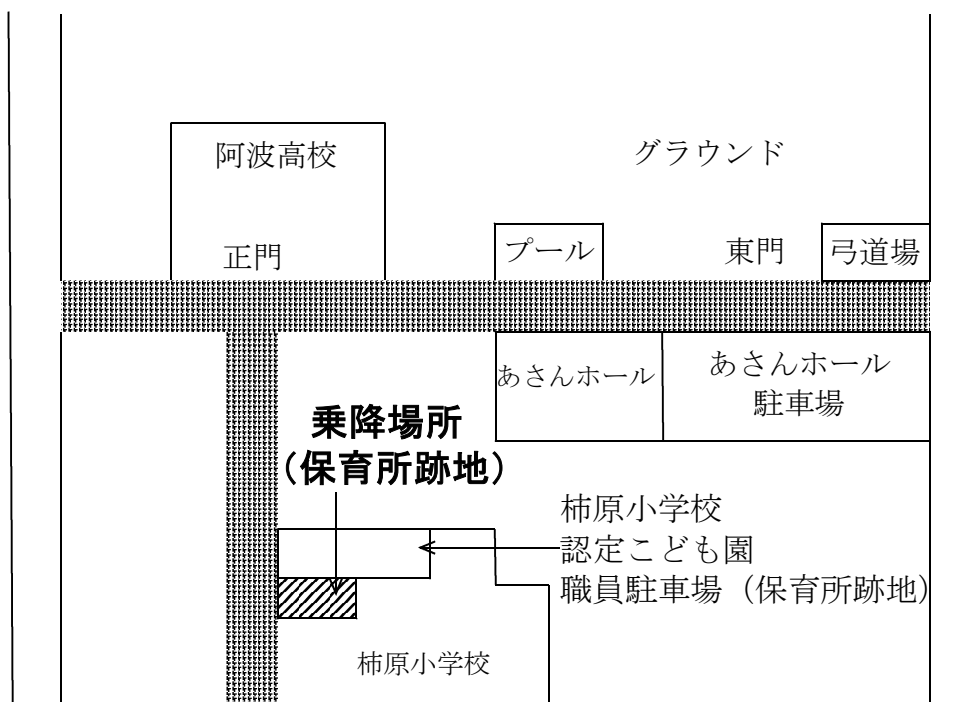 阿波高校
グラウンド
正門
プール
東門
弓道場
あさんホール
あさんホール
駐車場
乗降場所
（保育所跡地）
柿原小学校
認定こども園
職員駐車場（保育所跡地）
柿原小学校